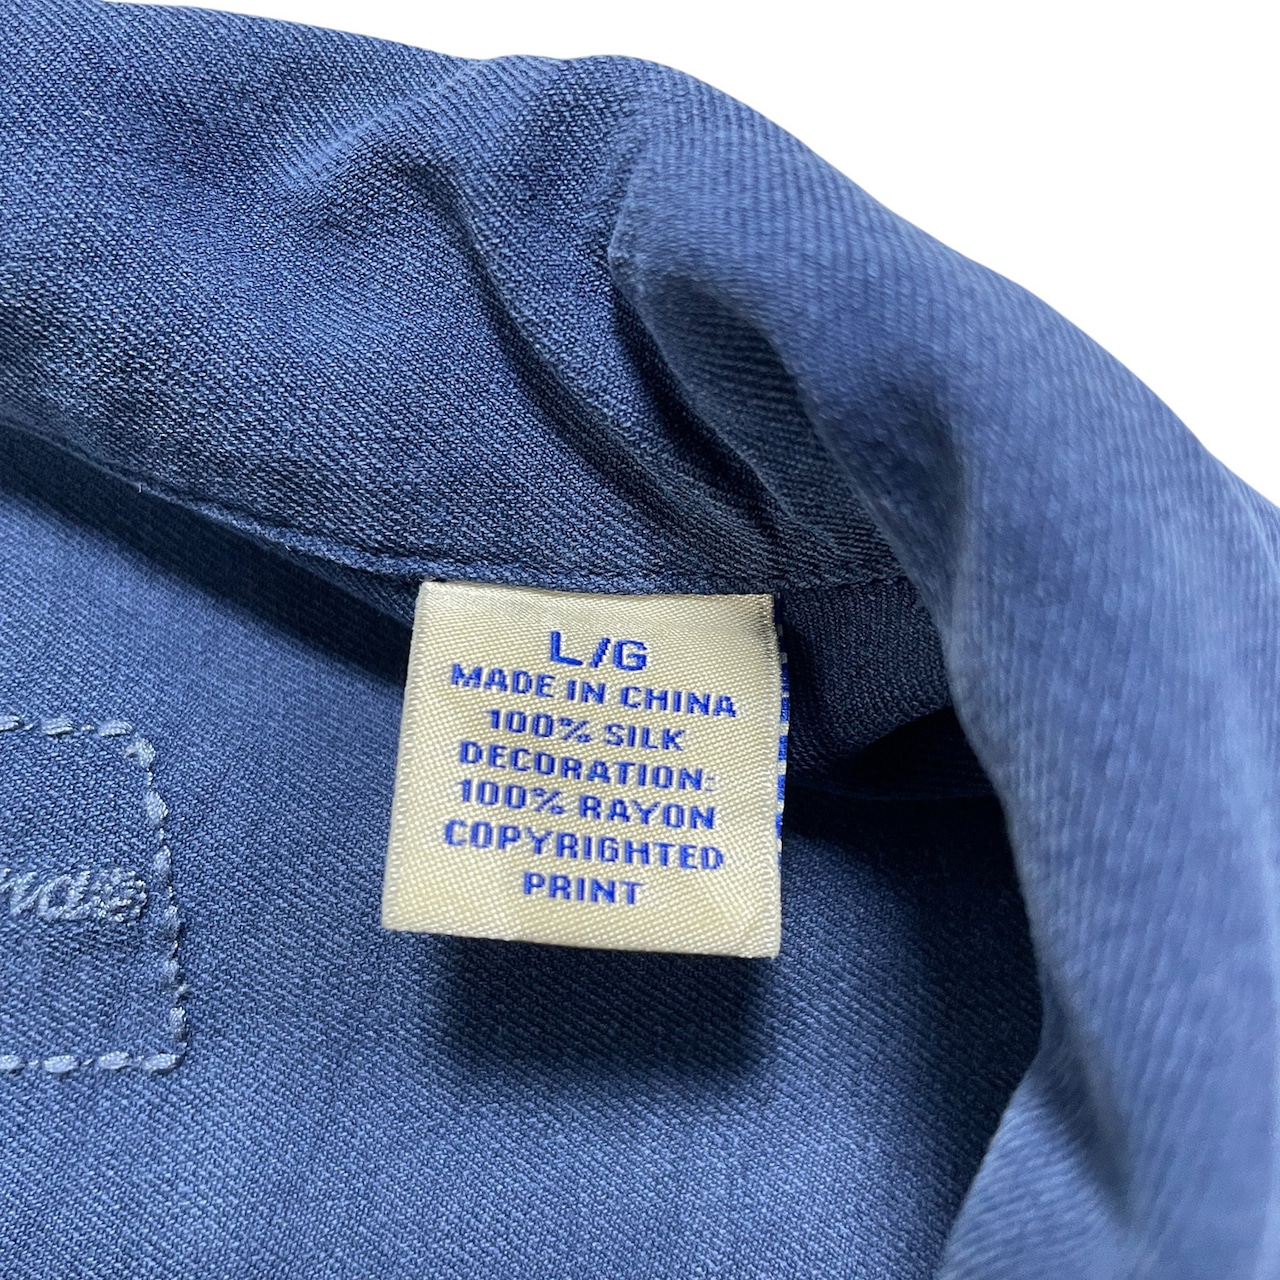 L/G
MADE IN CHINA
100% SILK
DECORATION:
100% RAYON
COPYRIGHTED
PRINT